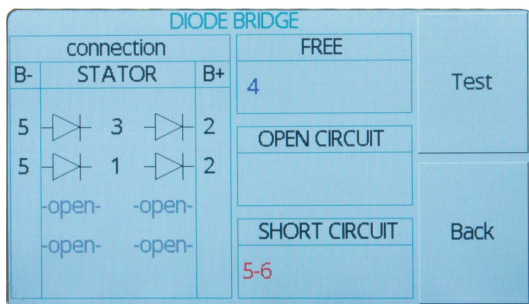 DIODE BRIDGE
connection
B- STATOR B+
5 3 2
5 1 2
-open- -open-
-open- -open-
FREE
4
OPEN CIRCUIT
SHORT CIRCUIT
5-6
Test
Back